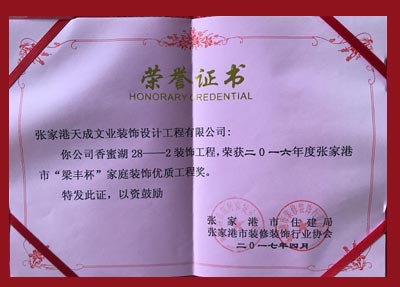 荣誉证书
HONORARY CREDENTIAL
张家港天成文业装饰设计工程有限公司:
你公司香蜜湖28——2装饰工程,荣获二〇一六年度张家港
市“梁丰杯”家庭装饰优质工程奖。
特发此证,以资鼓励
张家港市住建局
张家港市装修装饰行业协会
二〇一七年四月